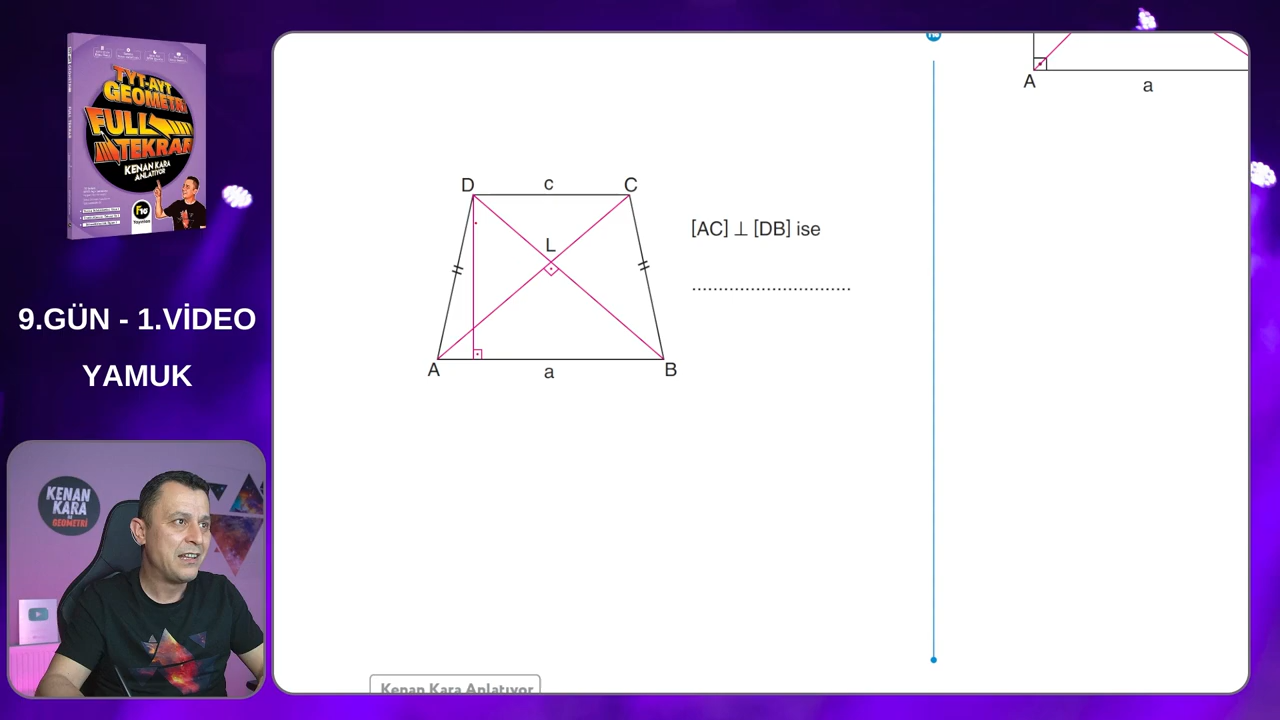 TYT-AYT
GEOMETRİ
FULL
TEKRAR
KENAN KARA
ANLATIYOR
Yayınları
9.GÜN - 1.VİDEO
YAMUK
KENAN
KARA
GEOMETRİ
D
c
C
L
[AC] ⊥ [DB] ise
..............................
A
a
B
A
a
Kenan Kara Anlatıyor